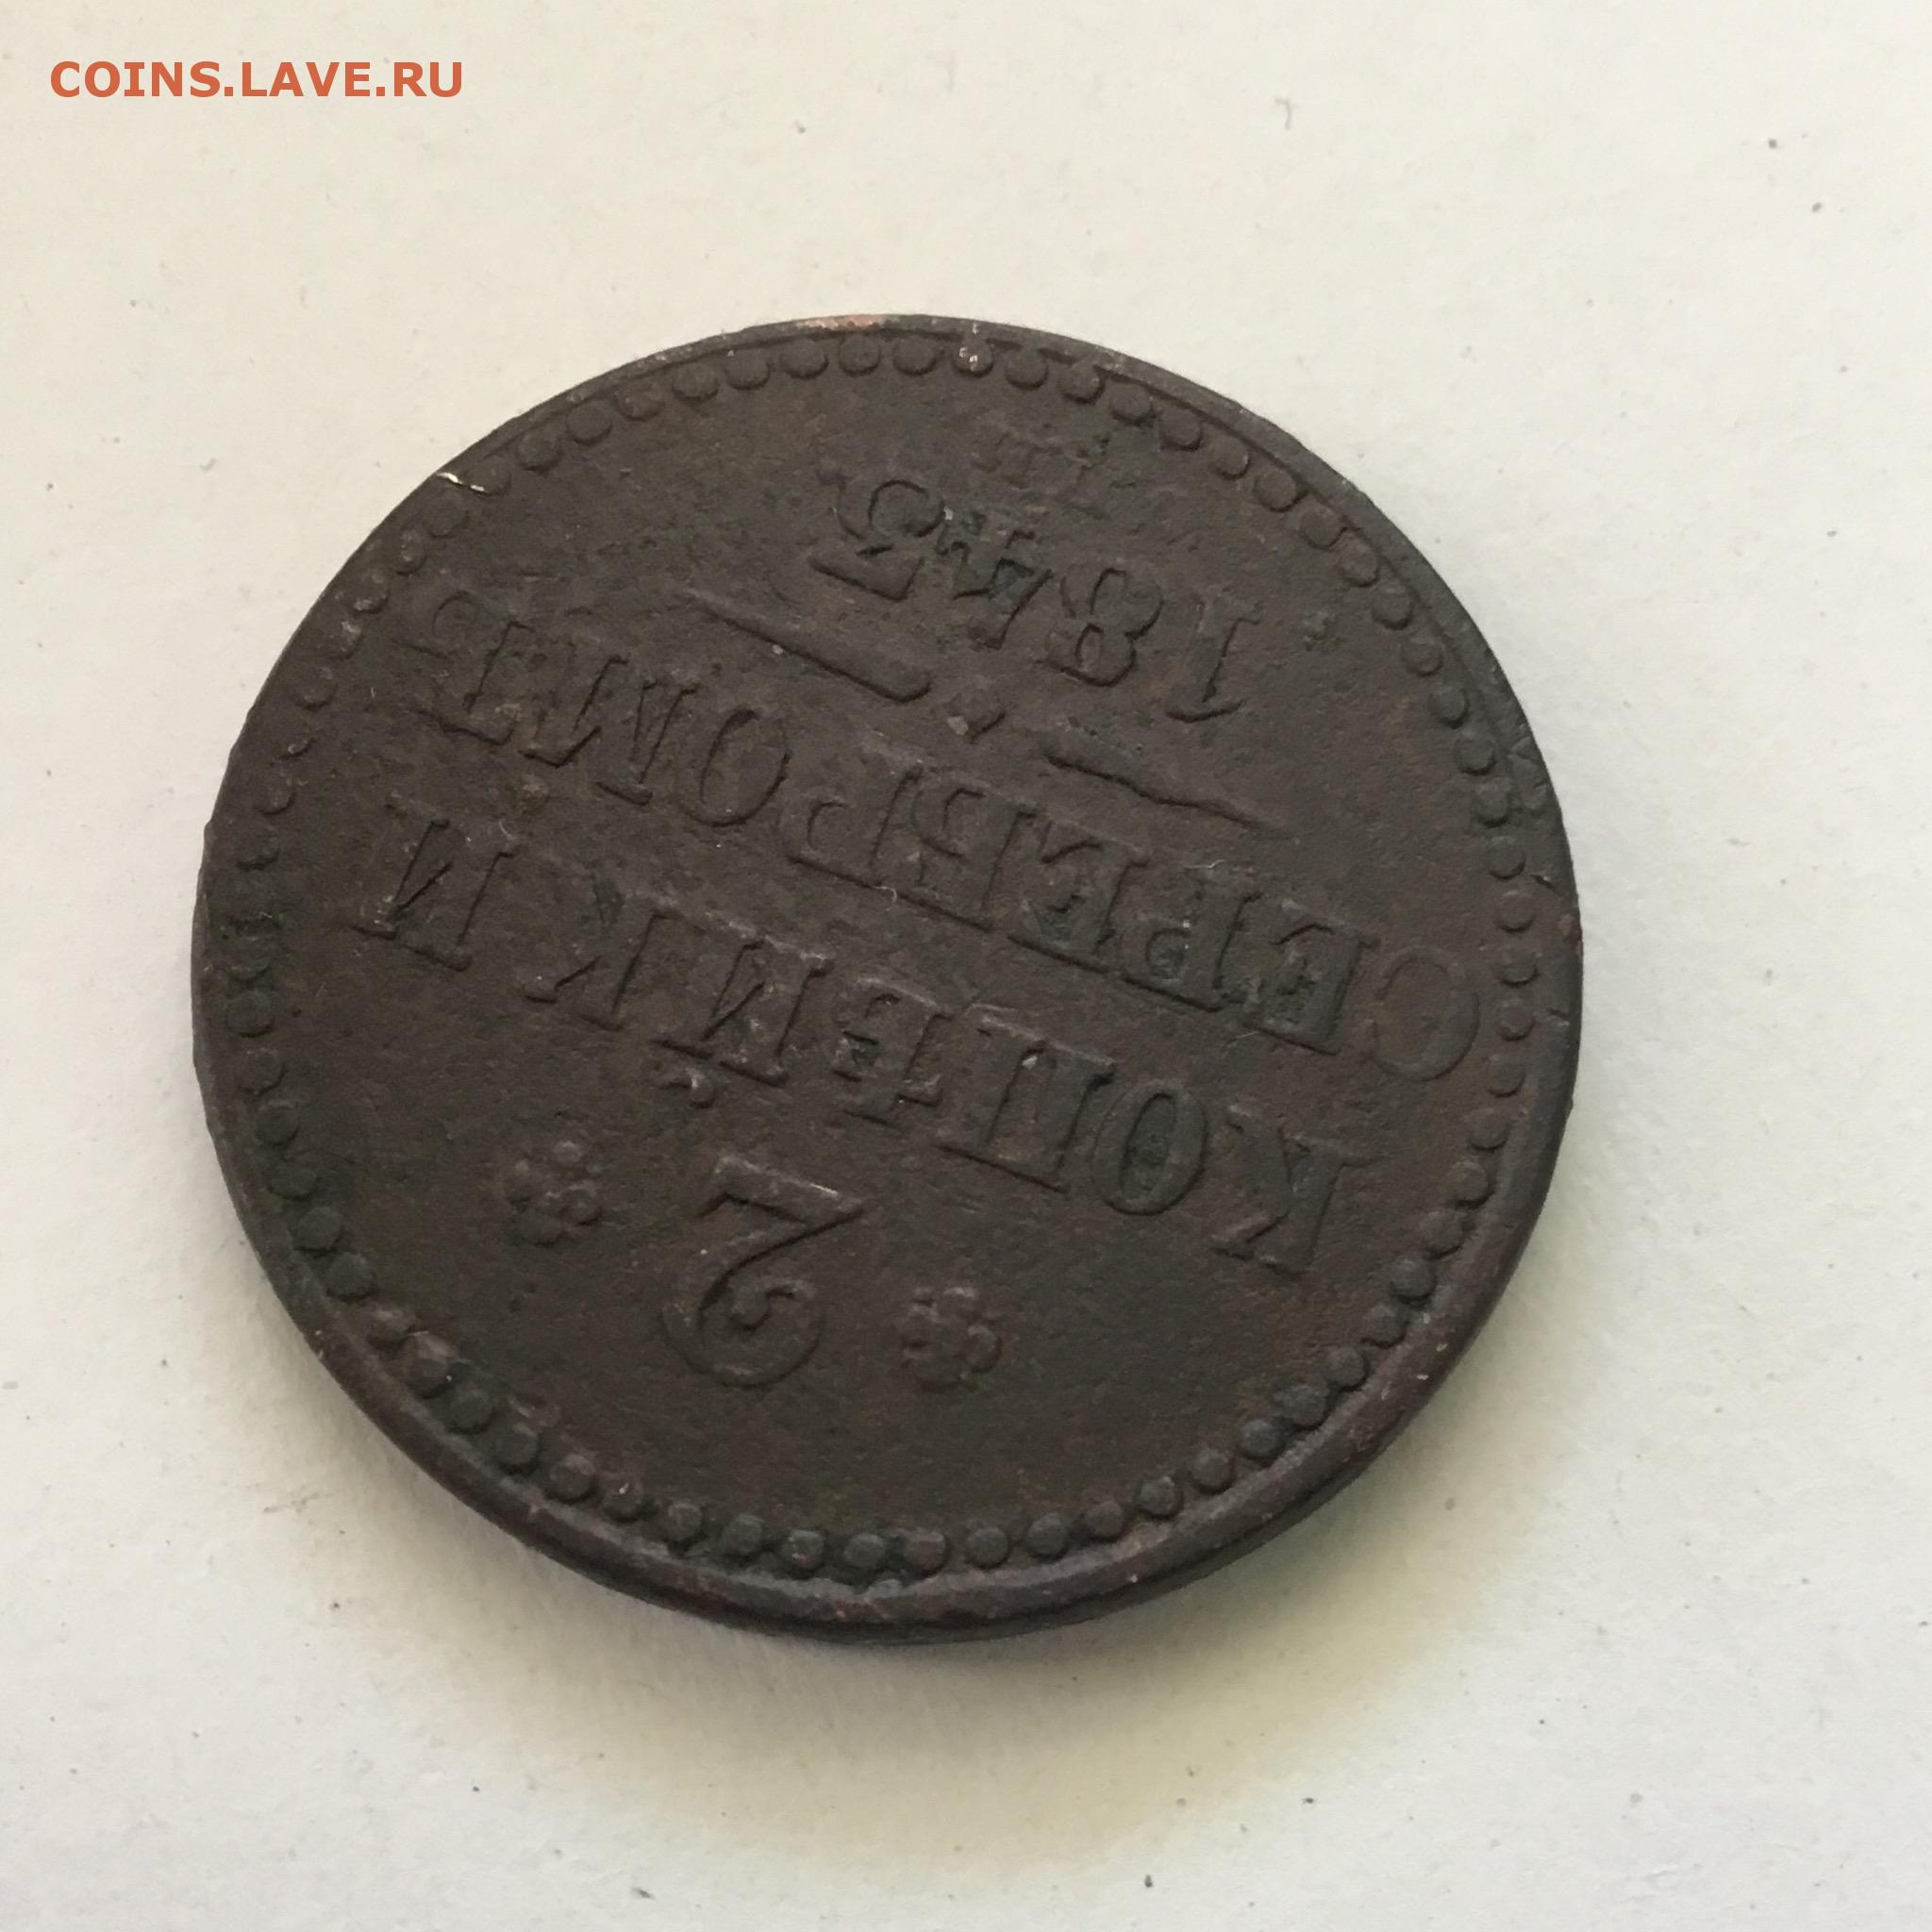 2
КОПѢЙКИ
СЕРЕБРОМЪ
1843
COINS.LAVE.RU